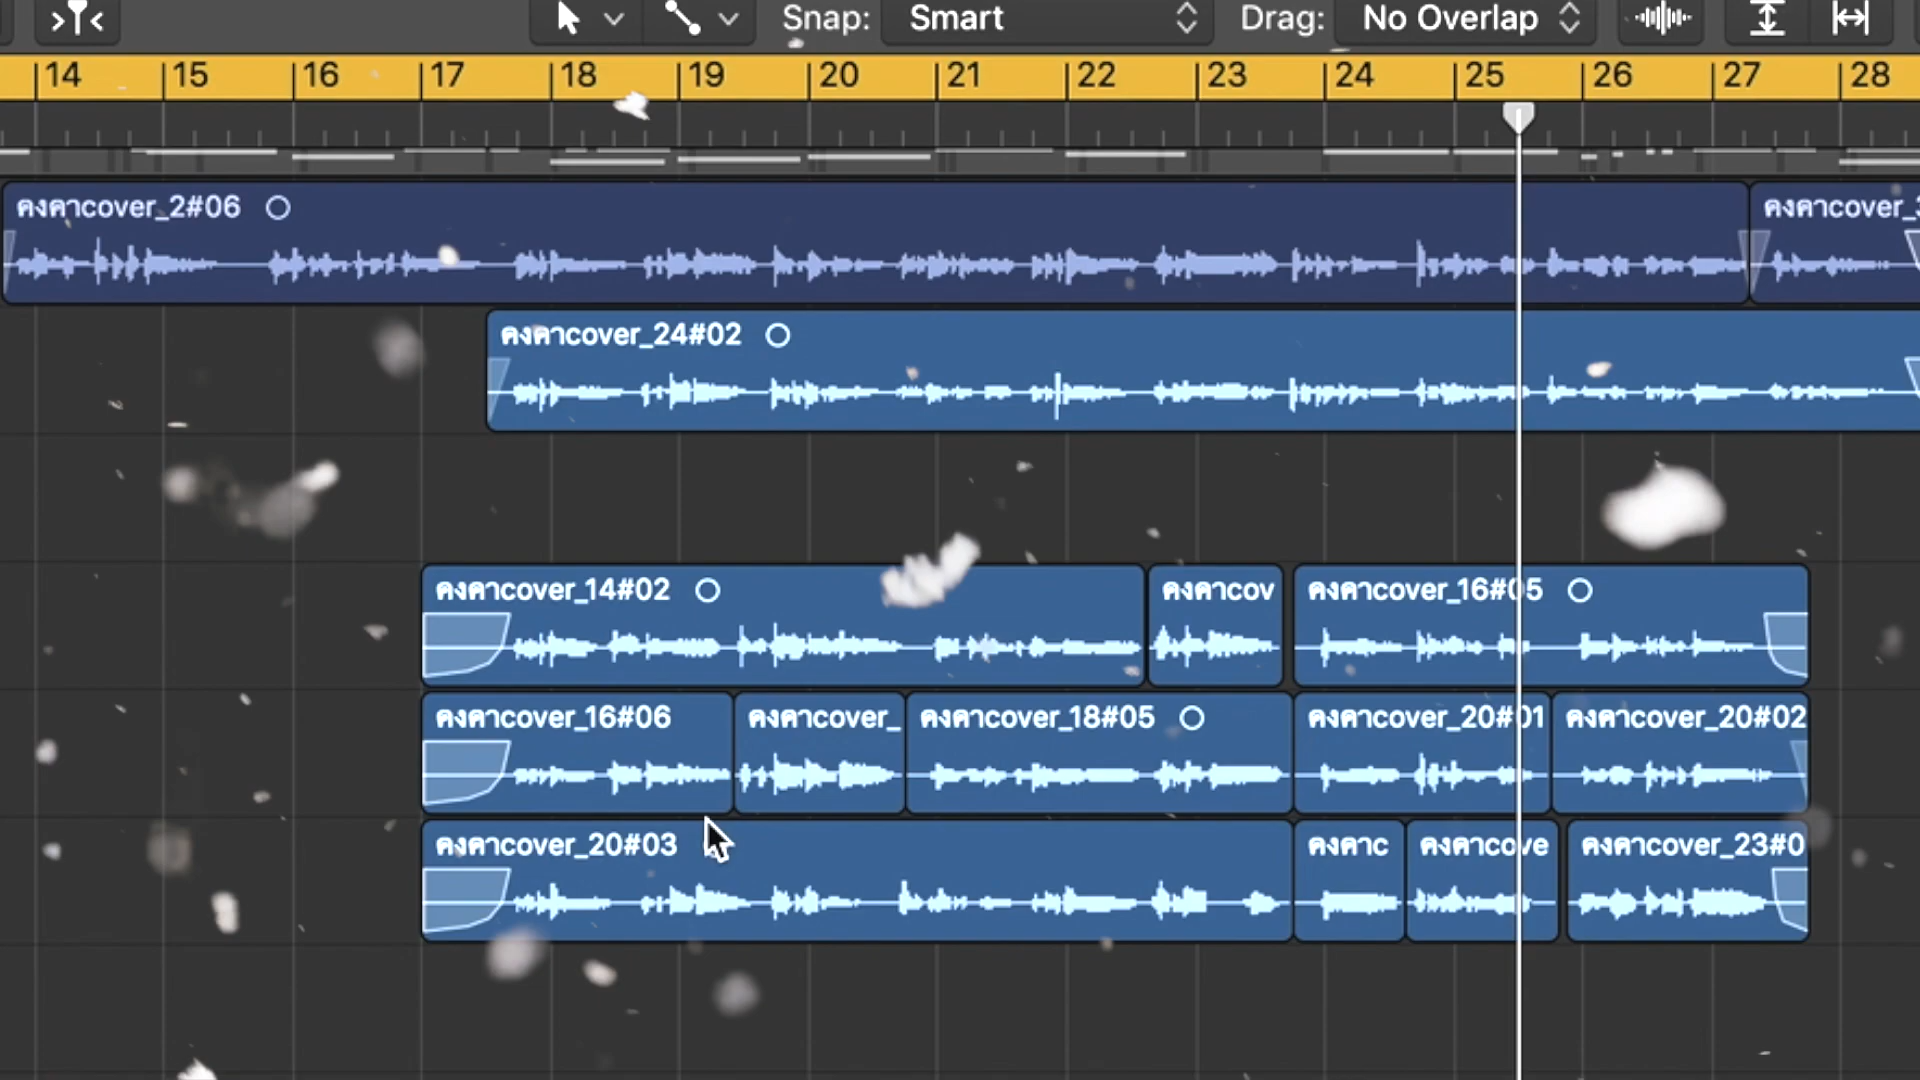 Snap: Smart Drag: No Overlap
14 15 16 17 18 19 20 21 22 23 24 25 26 27 28
คงคาcover_2#06 คงคาcover_3
คงคาcover_24#02
คงคาcover_14#02 คงคาcov คงคาcover_16#05
คงคาcover_16#06 คงคาcover_ คงคาcover_18#05 คงคาcover_20#01 คงคาcover_20#02
คงคาcover_20#03 คงคาc คงคาcove คงคาcover_23#0